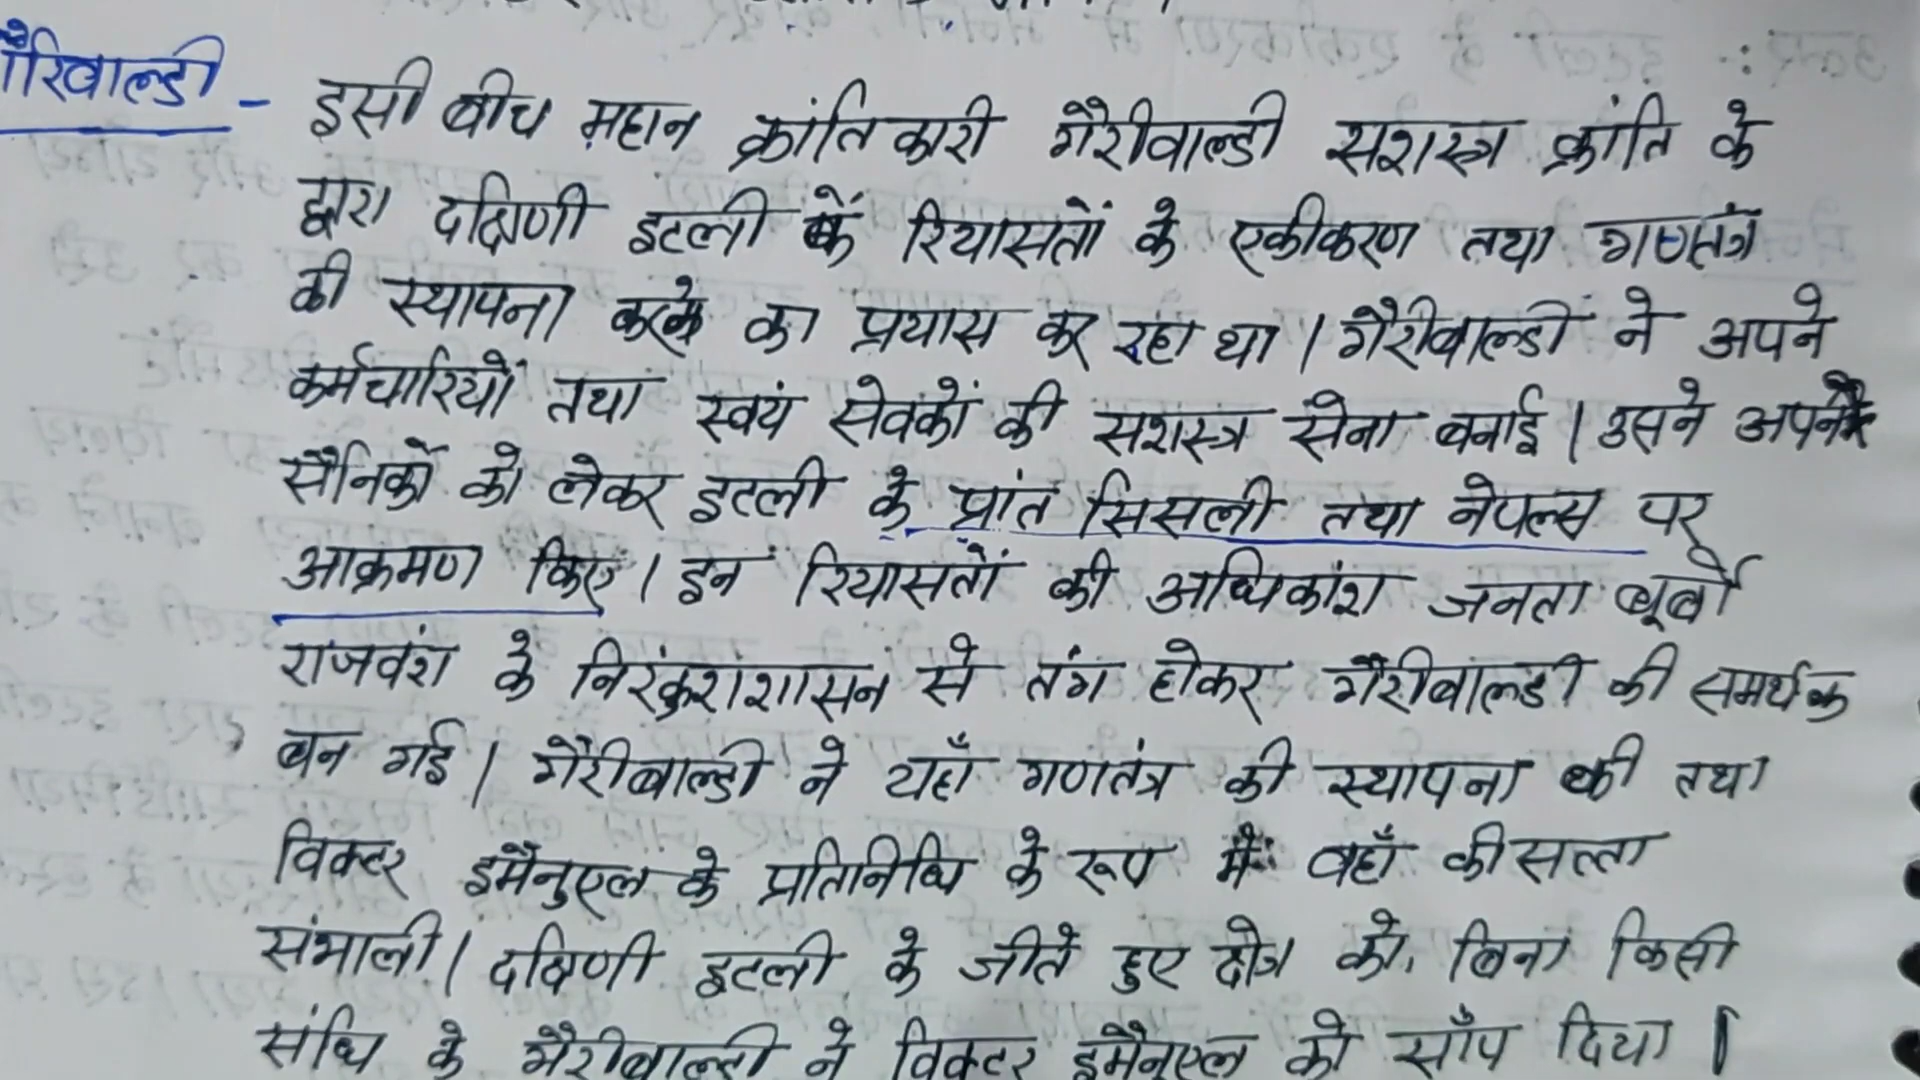 गैरिबाल्डी - इसी बीच महान क्रांतिकारी गैरीबाल्डी सशस्त्र क्रांति के
द्वारा दक्षिणी इटली के रियासतों के एकीकरण तथा गणतंत्र
की स्थापना करके का प्रयास कर रहा था। गैरीबाल्डी ने अपने
कर्मचारियों तथा स्वयं सेवकों की सशस्त्र सेना बनाई। उसने अपने
सैनिकों को लेकर इटली के प्रांत सिसली तथा नेपल्स पर
आक्रमण किए। इन रियासतों की अधिकांश जनता बूर्बो
राजवंश के निरंकुशशासन से तंग होकर गैरीबाल्डी की समर्थक
बन गई। गैरीबाल्डी ने यहाँ गणतंत्र की स्थापना की तथा
विक्टर इमैनुएल के प्रतिनिधि के रूप में वहाँ की सत्ता
संभाली। दक्षिणी इटली के जीते हुए क्षेत्र को, बिना किसी
संधि के गैरीबाल्डी ने विक्टर इमैनुएल को सौंप दिया।